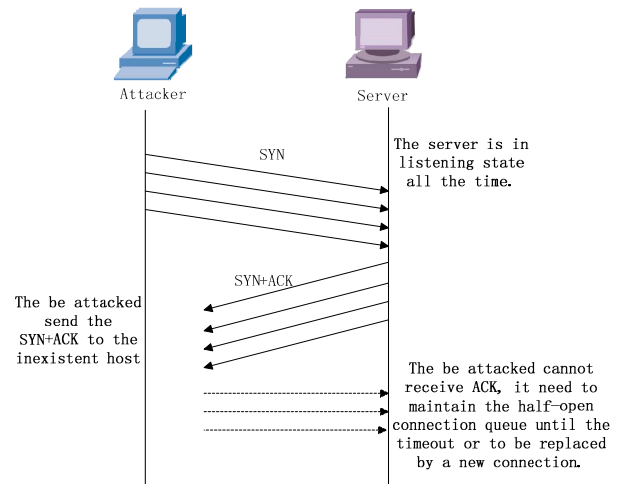 Attacker
Server
SYN
The server is in
listening state
all the time.
SYN+ACK
The be attacked
send the
SYN+ACK to the
inexistent host
The be attacked cannot
receive ACK, it need to
maintain the half-open
connection queue until the
timeout or to be replaced
by a new connection.